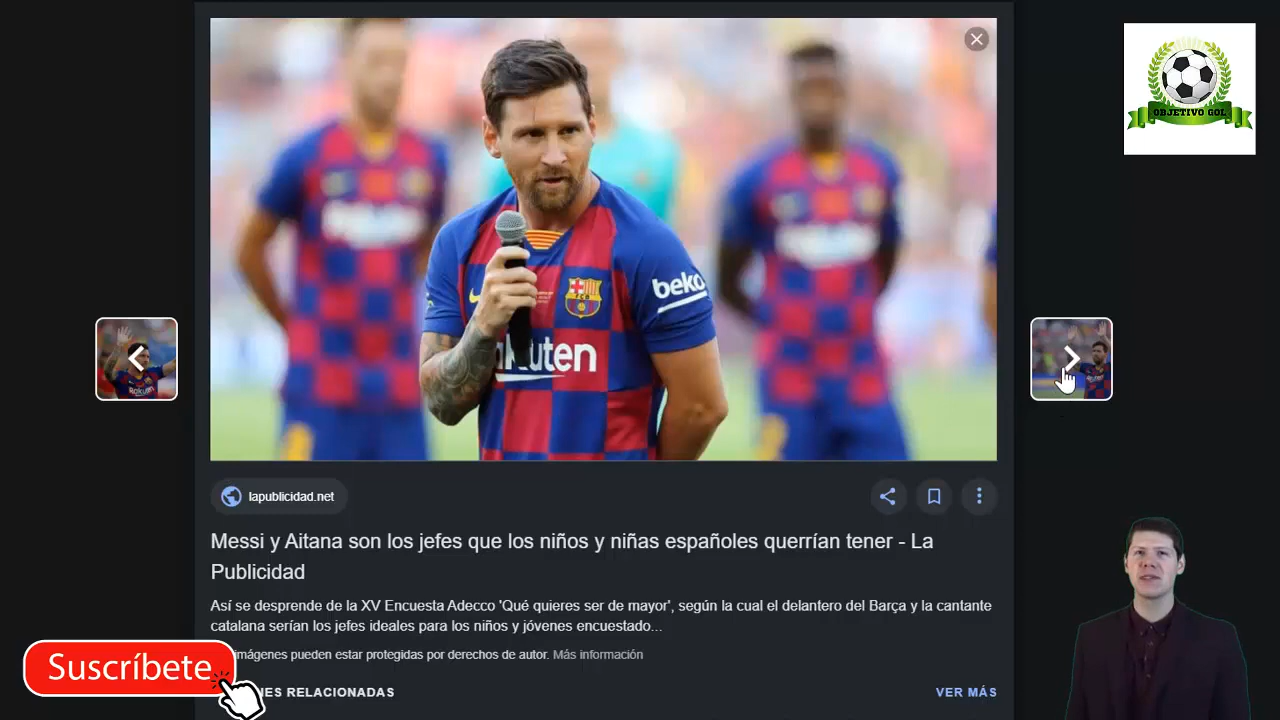 OBJETIVO GOL
beko
Rakuten
lapublicidad.net
Messi y Aitana son los jefes que los niños y niñas españoles querrían tener - La
Publicidad
Así se desprende de la XV Encuesta Adecco 'Qué quieres ser de mayor', según la cual el delantero del Barça y la cantante
catalana serían los jefes ideales para los niños y jóvenes encuestado...
imágenes pueden estar protegidas por derechos de autor. Más información
Suscríbete
NES RELACIONADAS
VER MÁS